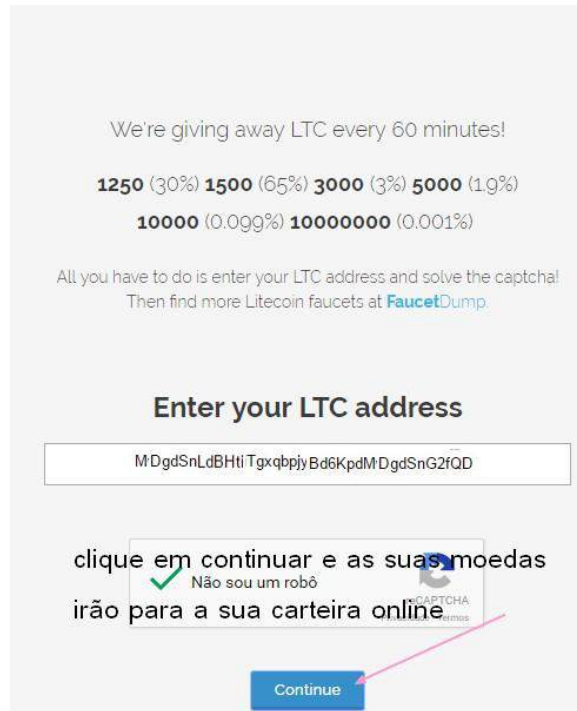 We're giving away LTC every 60 minutes!
1250 (30%) 1500 (65%) 3000 (3%) 5000 (1.9%)
10000 (0.099%) 10000000 (0.001%)
All you have to do is enter your LTC address and solve the captcha!
Then find more Litecoin faucets at FaucetDump
Enter your LTC address
clique em continuar e as suas moedas
Não sou um robô
irão para a sua carteira online
reCAPTCHA
Termos
Continue